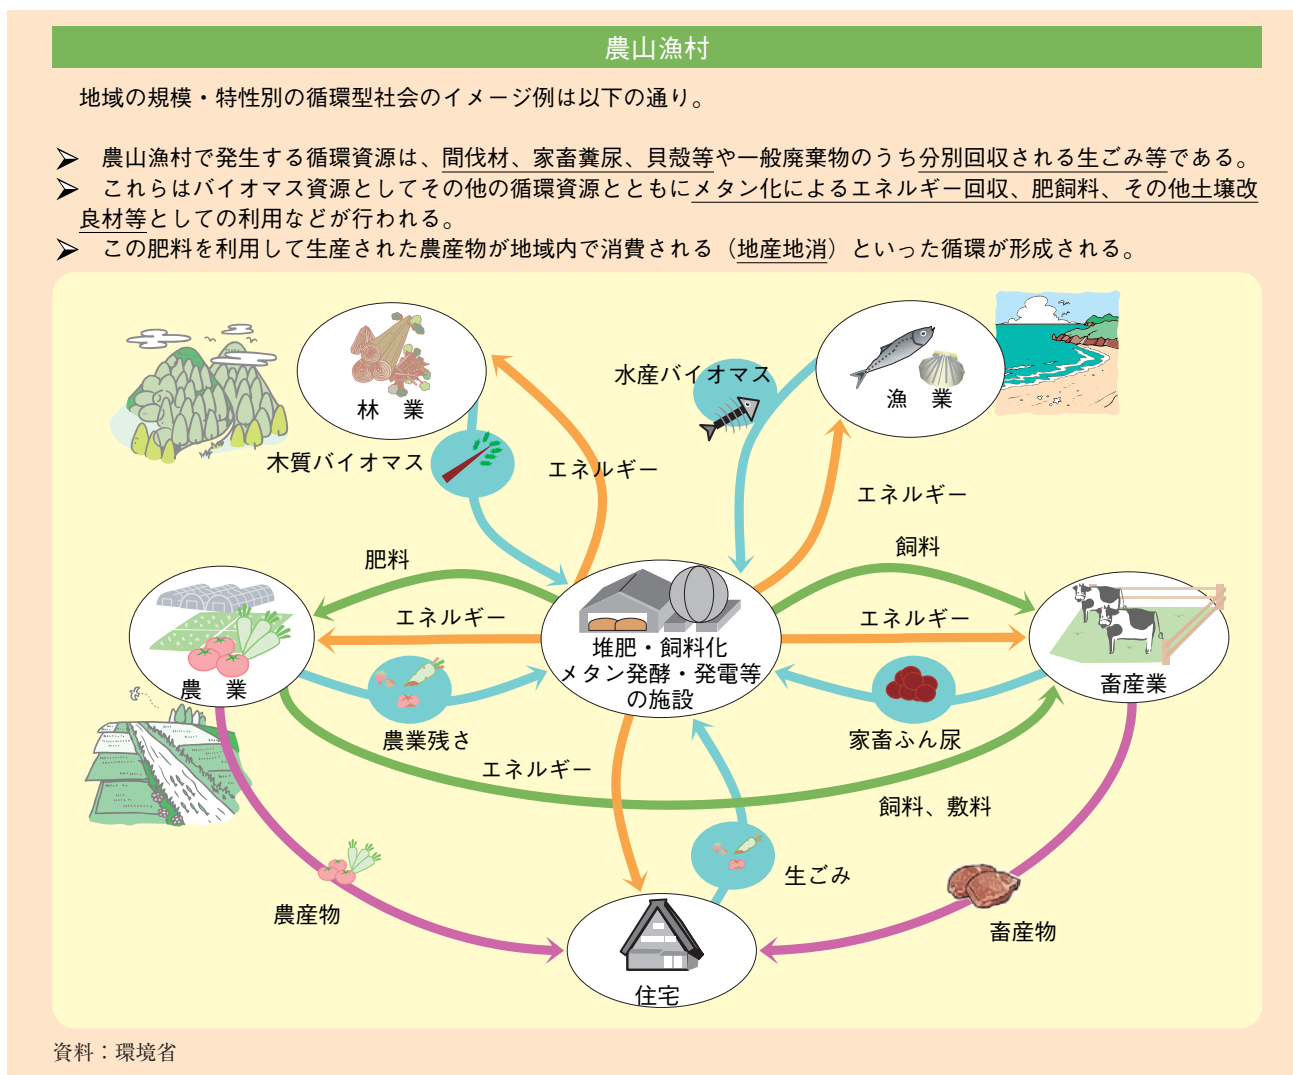 農山漁村
地域の規模・特性別の循環型社会のイメージ例は以下の通り。
➢ 農山漁村で発生する循環資源は、間伐材、家畜糞尿、貝殻等や一般廃棄物のうち分別回収される生ごみ等である。
➢ これらはバイオマス資源としてその他の循環資源とともにメタン化によるエネルギー回収、肥飼料、その他土壌改
良材等としての利用などが行われる。
➢ この肥料を利用して生産された農産物が地域内で消費される（地産地消）といった循環が形成される。
水産バイオマス
林 業
漁 業
木質バイオマス
エネルギー
エネルギー
肥料
飼料
エネルギー
エネルギー
堆肥・飼料化
メタン発酵・発電等
の施設
農 業
畜産業
農業残さ
家畜ふん尿
エネルギー
飼料、敷料
生ごみ
農産物
畜産物
住宅
資料：環境省